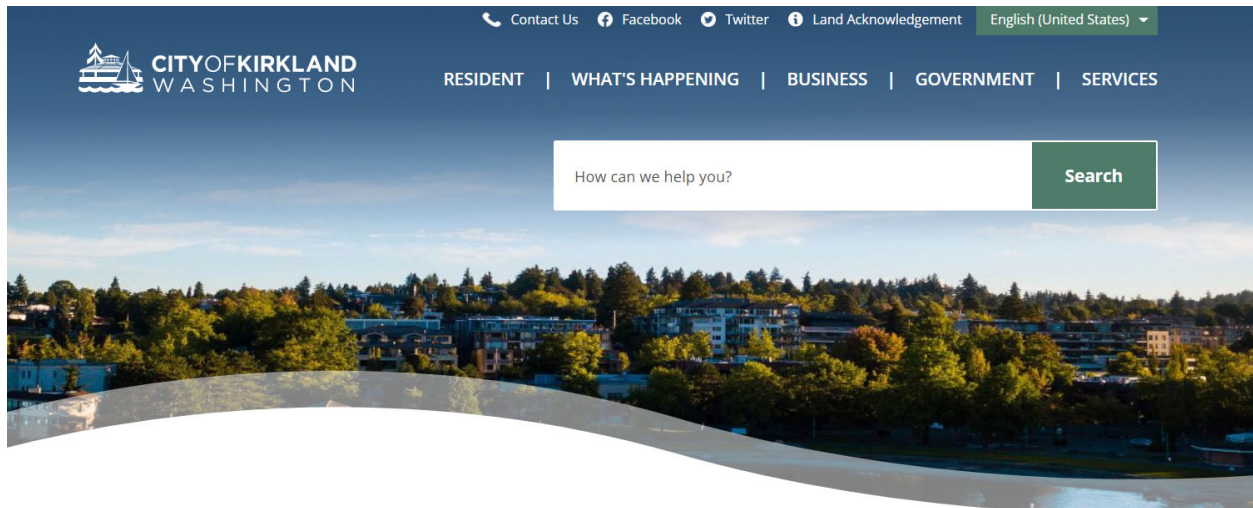 Contact Us Facebook Twitter Land Acknowledgement English (United States)
CITYOFKIRKLAND
WASHINGTON
RESIDENT | WHAT'S HAPPENING | BUSINESS | GOVERNMENT | SERVICES
How can we help you? Search